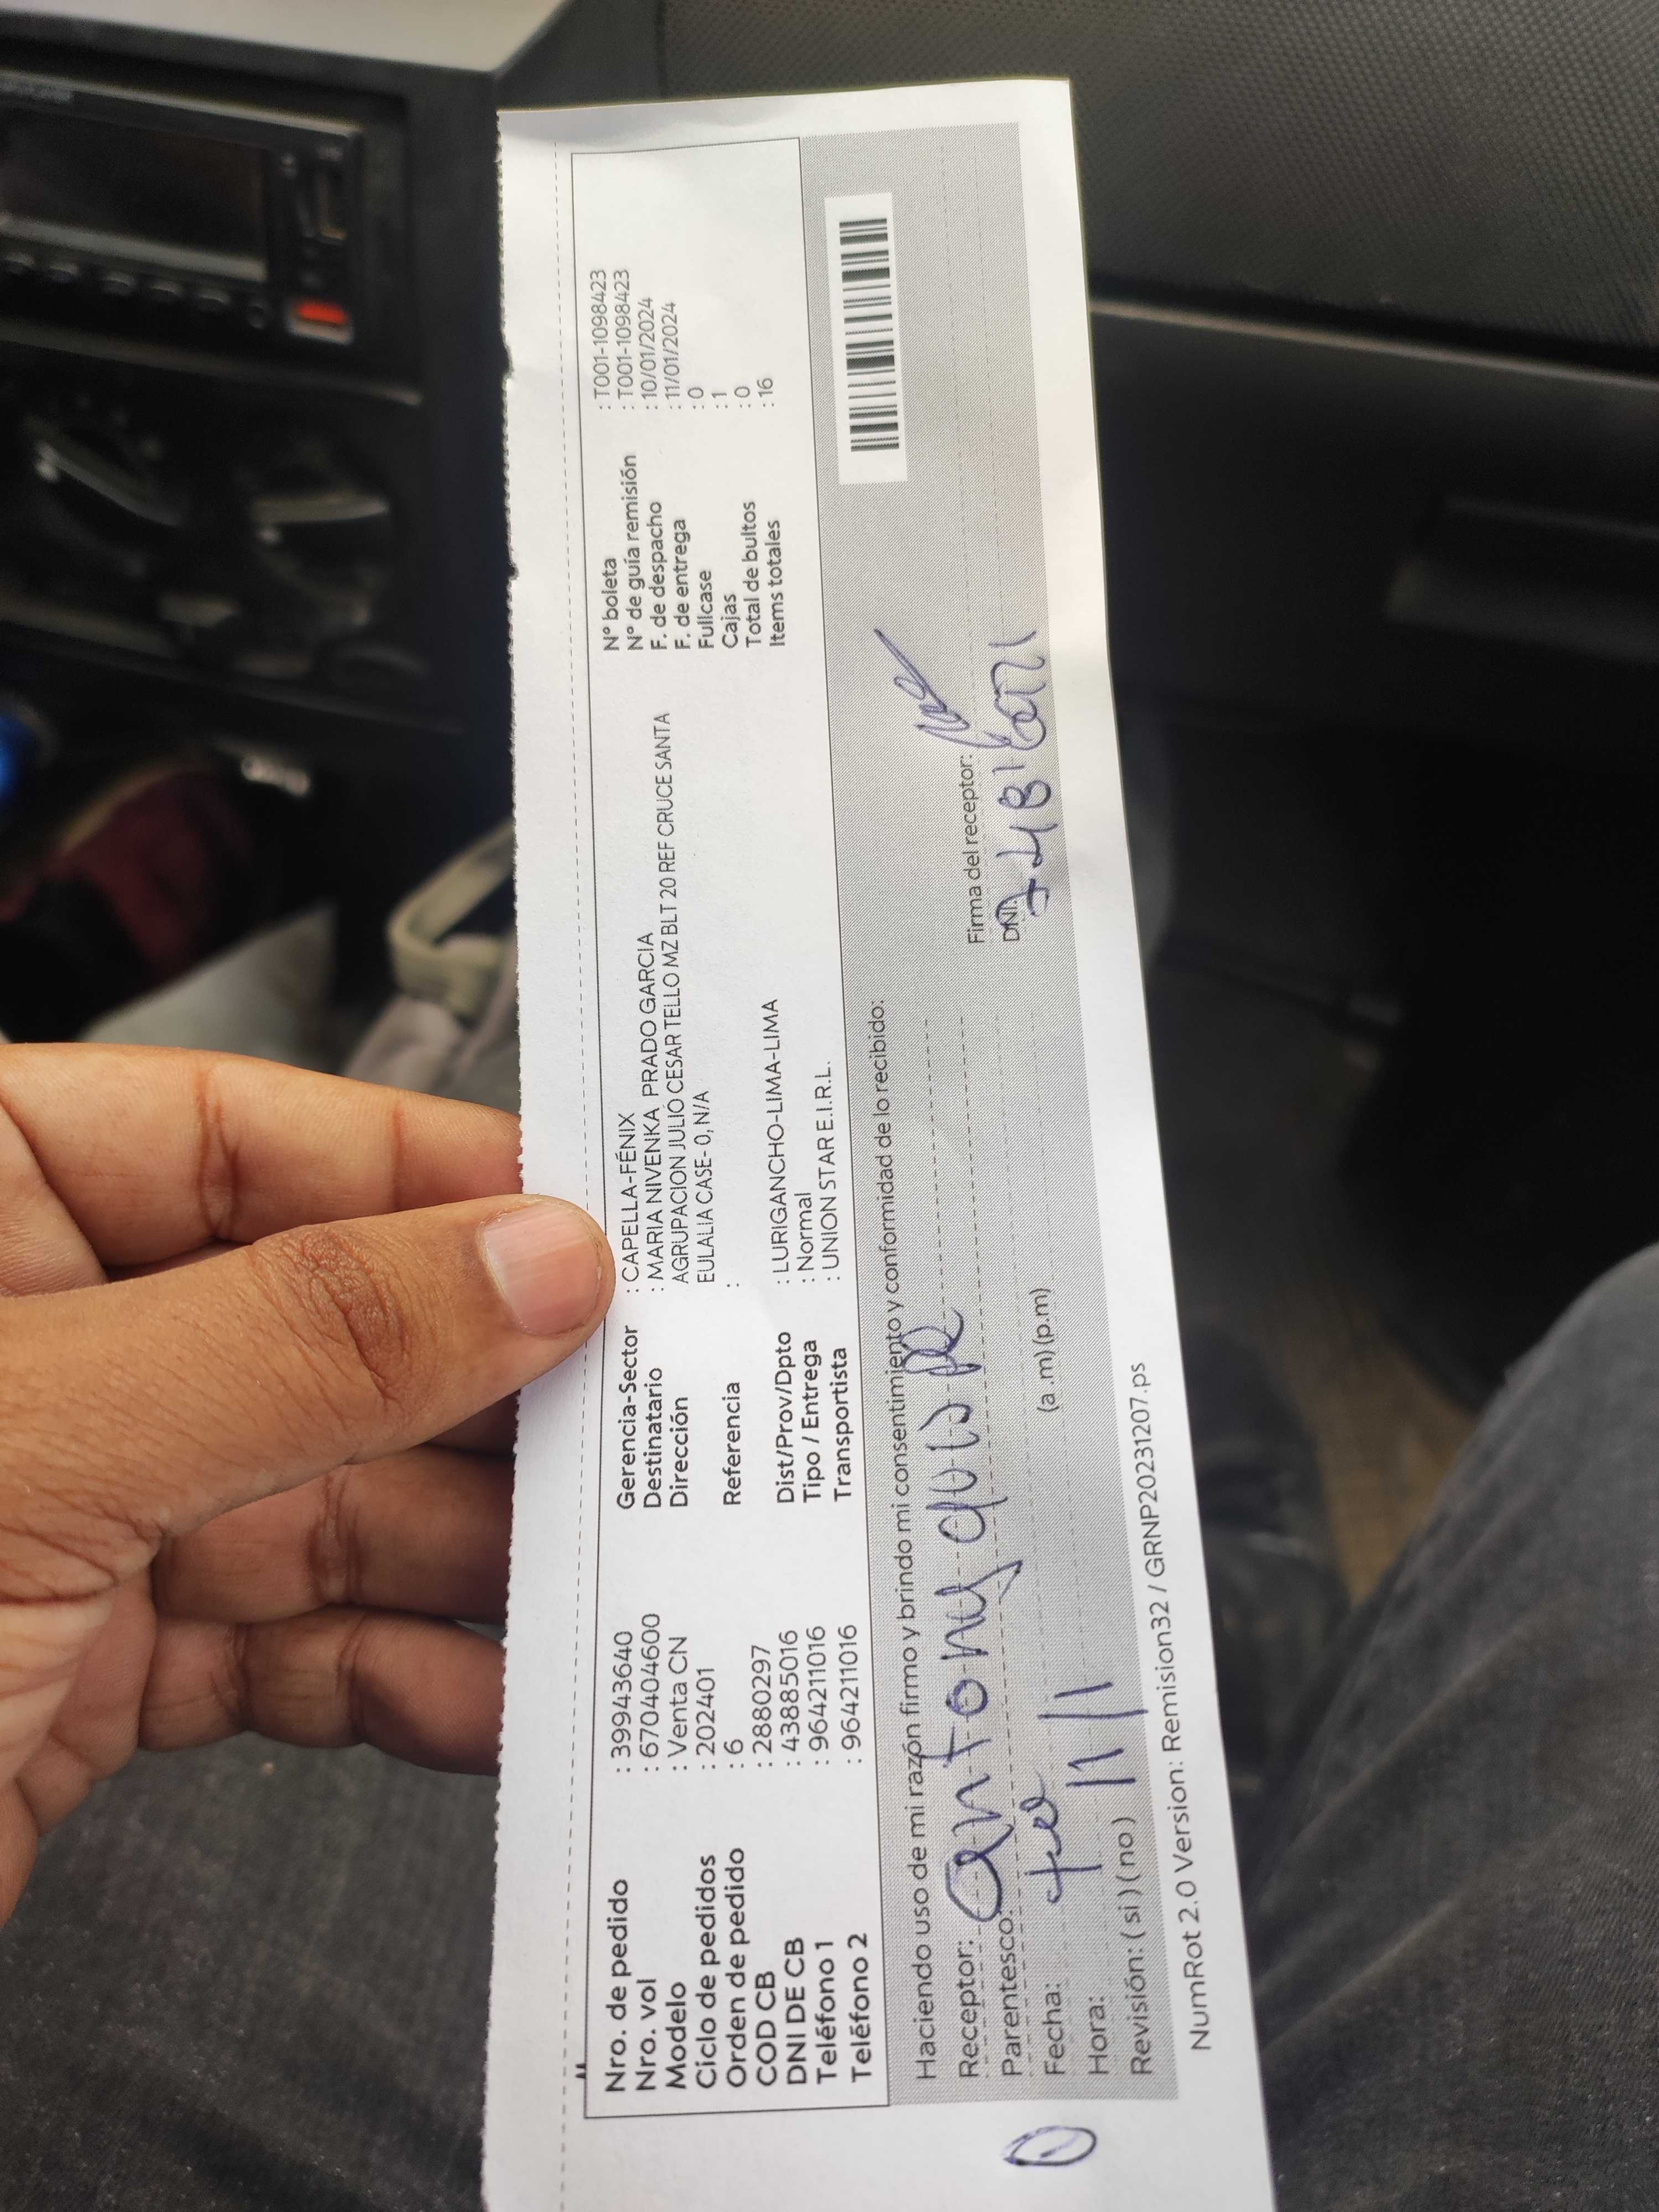 Nro. de pedido : 39943640
Nro. vol : 670404600
Modelo : Venta CN
Ciclo de pedidos : 202401
Orden de pedido : 6
COD CB : 2880297
DNI DE CB : 43885016
Teléfono 1 : 964211016
Teléfono 2 : 964211016
Gerencia-Sector : CAPELLA-FÉNIX
Destinatario : MARIA NIVENKA PRADO GARCIA
Dirección AGRUPACION JULIO CESAR TELLO MZ BLT 20 REF CRUCE SANTA
EULALIA CASE- 0, N/A
Referencia :
Dist/Prov/Dpto : LURIGANCHO-LIMA-LIMA
Tipo / Entrega : Normal
Transportista : UNION STAR E.I.R.L.
N° boleta : T001-1098423
N° de guía remisión : T001-1098423
F. de despacho : 10/01/2024
F. de entrega : 11/01/2024
Fullcase : 0
Cajas : 1
Total de bultos : 0
Items totales : 16
Haciendo uso de mi razón firmo y brindo mi consentimiento y conformidad de lo recibido:
Receptor: Antony
Parentesco:
Fecha:
Hora: (a .m) (p.m)
Revisión: ( si ) ( no )
Firma del receptor:
DNI:
NumRot 2.0 Version: Remision32 / GRNP20231207.ps